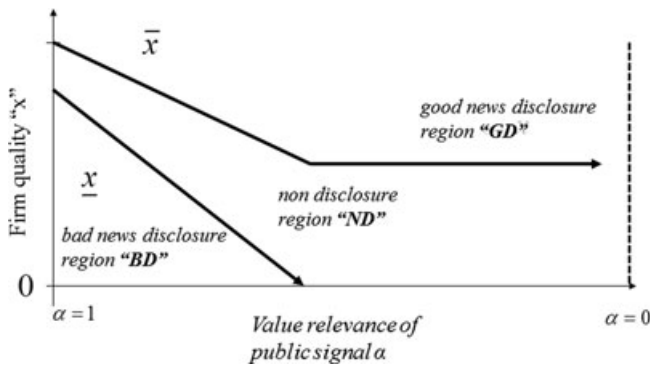 x̄
good news disclosure
region “GD”
Firm quality “x”
x̲
non disclosure
region “ND”
bad news disclosure
region “BD”
0
α = 1
Value relevance of
public signal α
α = 0